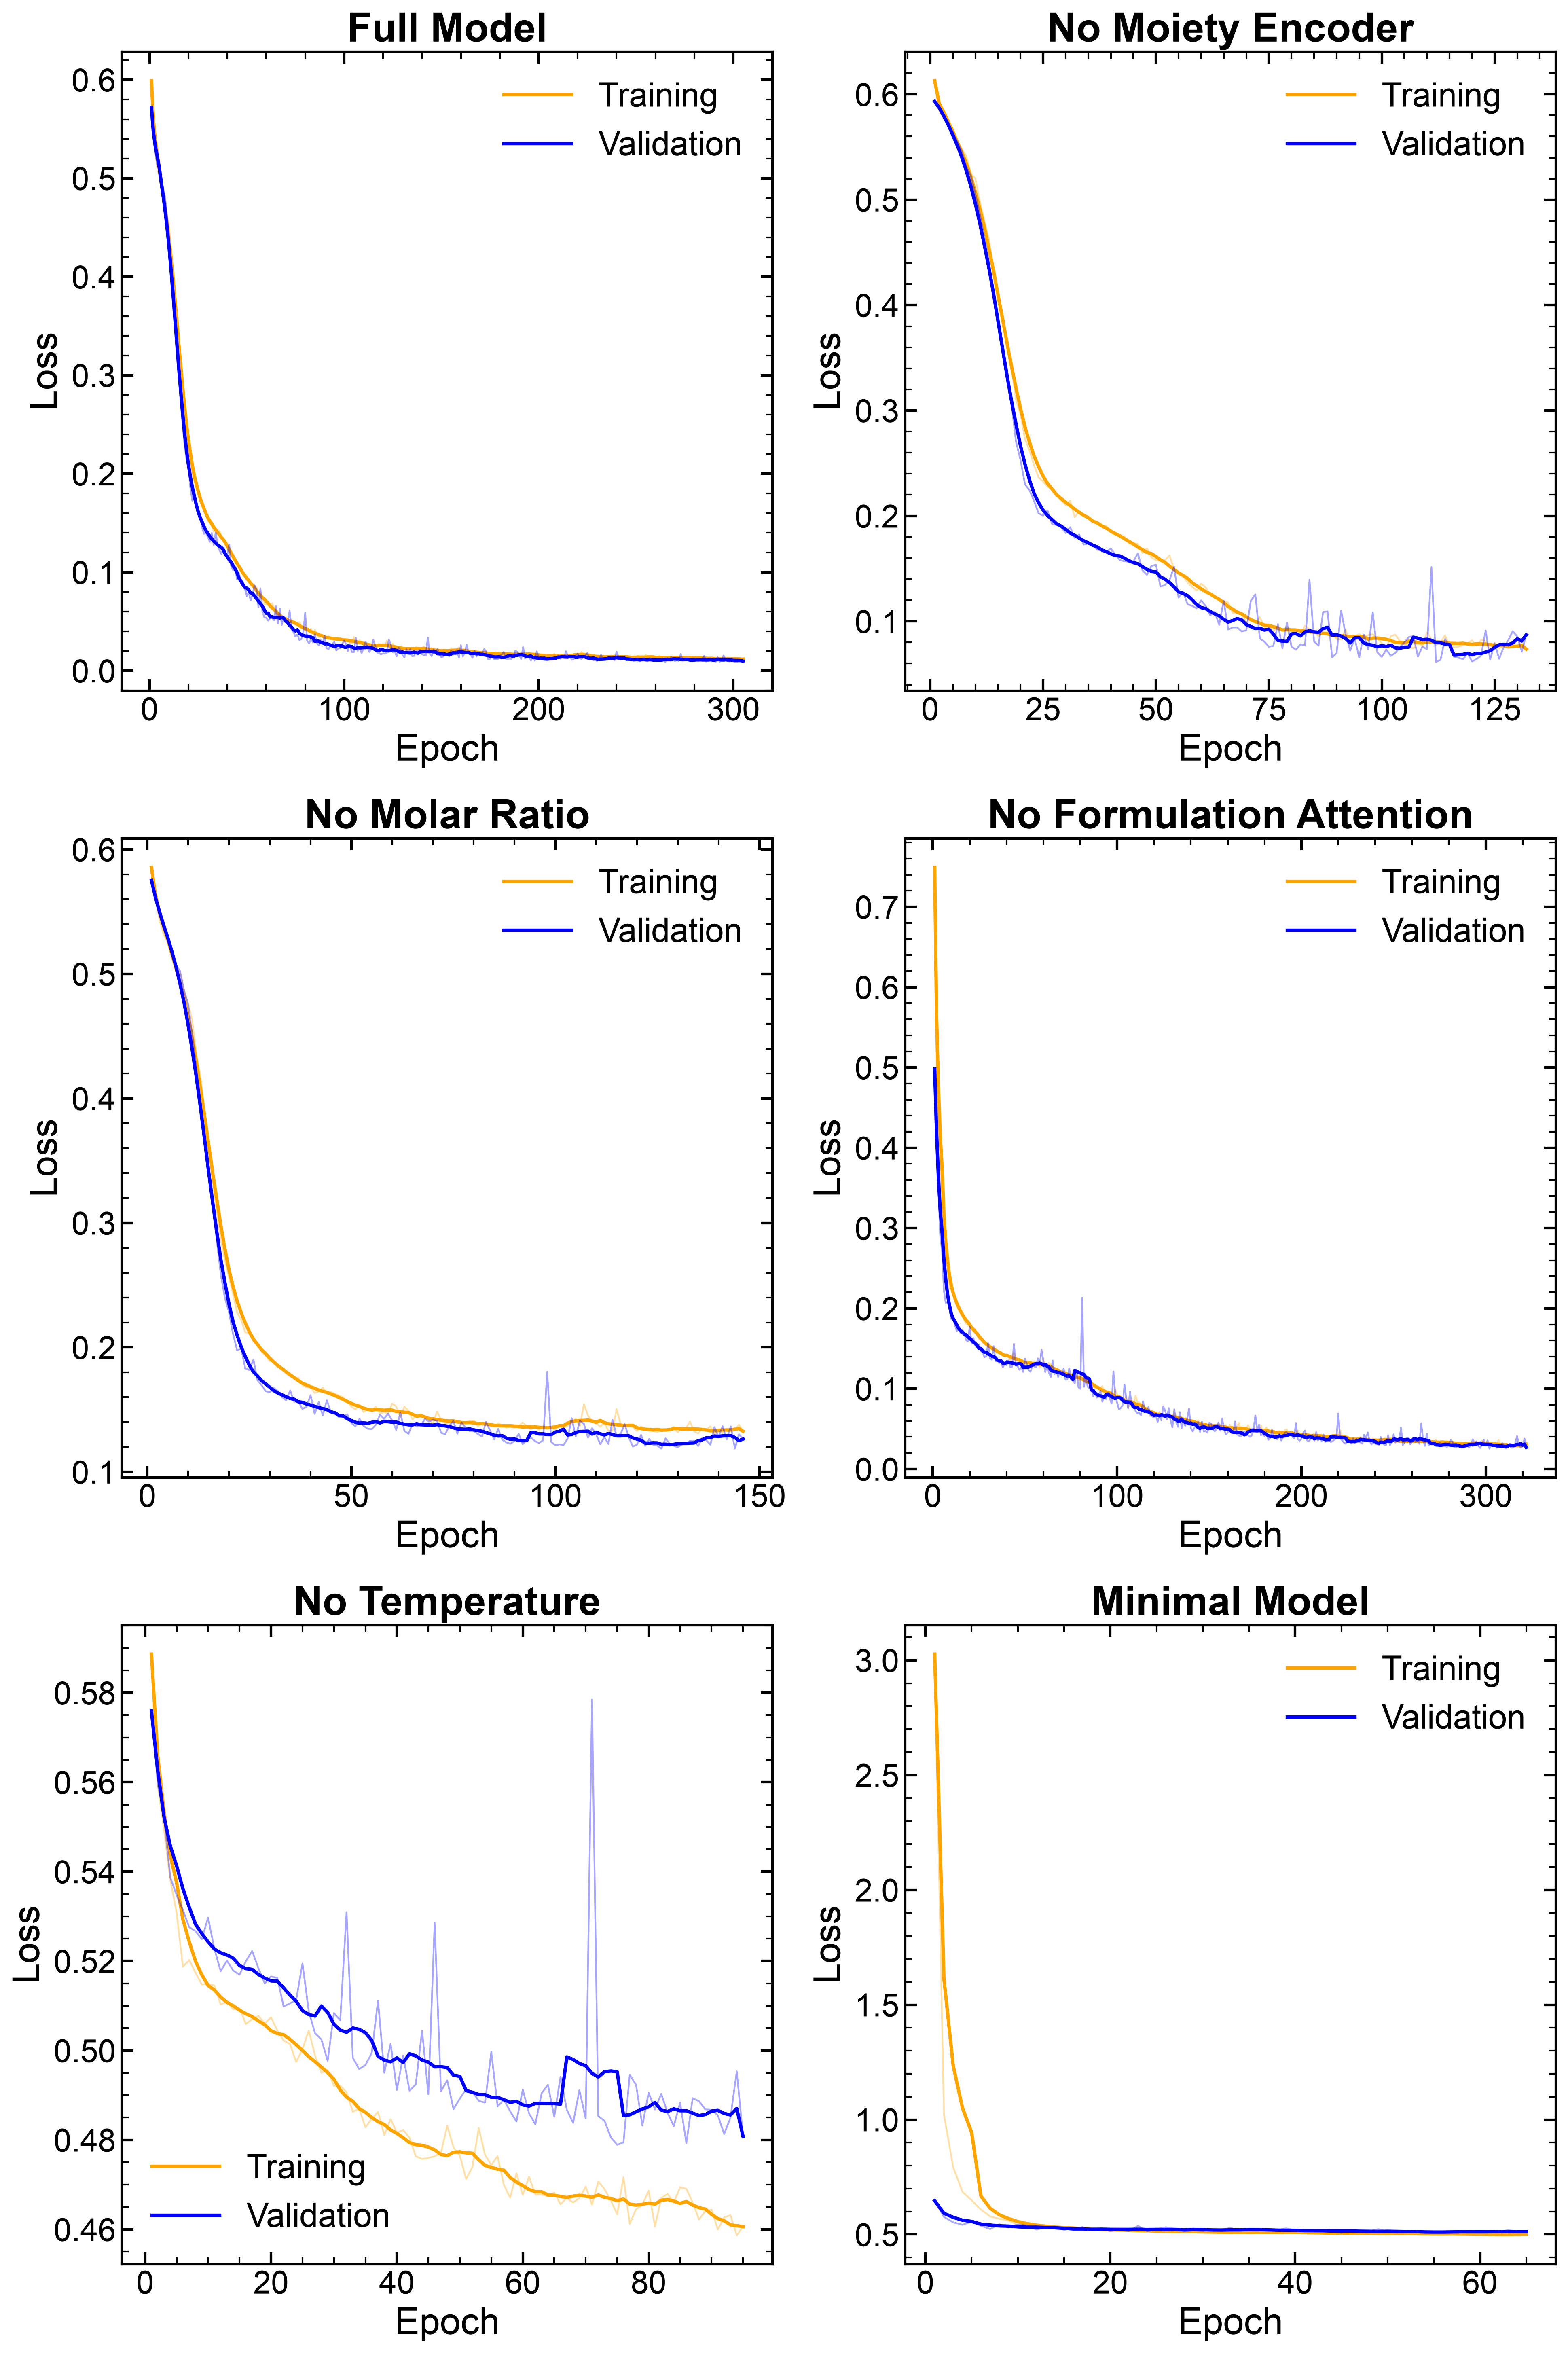 Full Model
Training
Validation
0.6
0.5
0.4
0.3
0.2
0.1
0.0
Loss
0 100 200 300
Epoch
No Moiety Encoder
Training
Validation
0.6
0.5
0.4
0.3
0.2
0.1
Loss
0 25 50 75 100 125
Epoch
No Molar Ratio
Training
Validation
0.6
0.5
0.4
0.3
0.2
0.1
Loss
0 50 100 150
Epoch
No Formulation Attention
Training
Validation
0.7
0.6
0.5
0.4
0.3
0.2
0.1
0.0
Loss
0 100 200 300
Epoch
No Temperature
0.58
0.56
0.54
0.52
0.50
0.48
0.46
Loss
Training
Validation
0 20 40 60 80
Epoch
Minimal Model
Training
Validation
3.0
2.5
2.0
1.5
1.0
0.5
Loss
0 20 40 60
Epoch